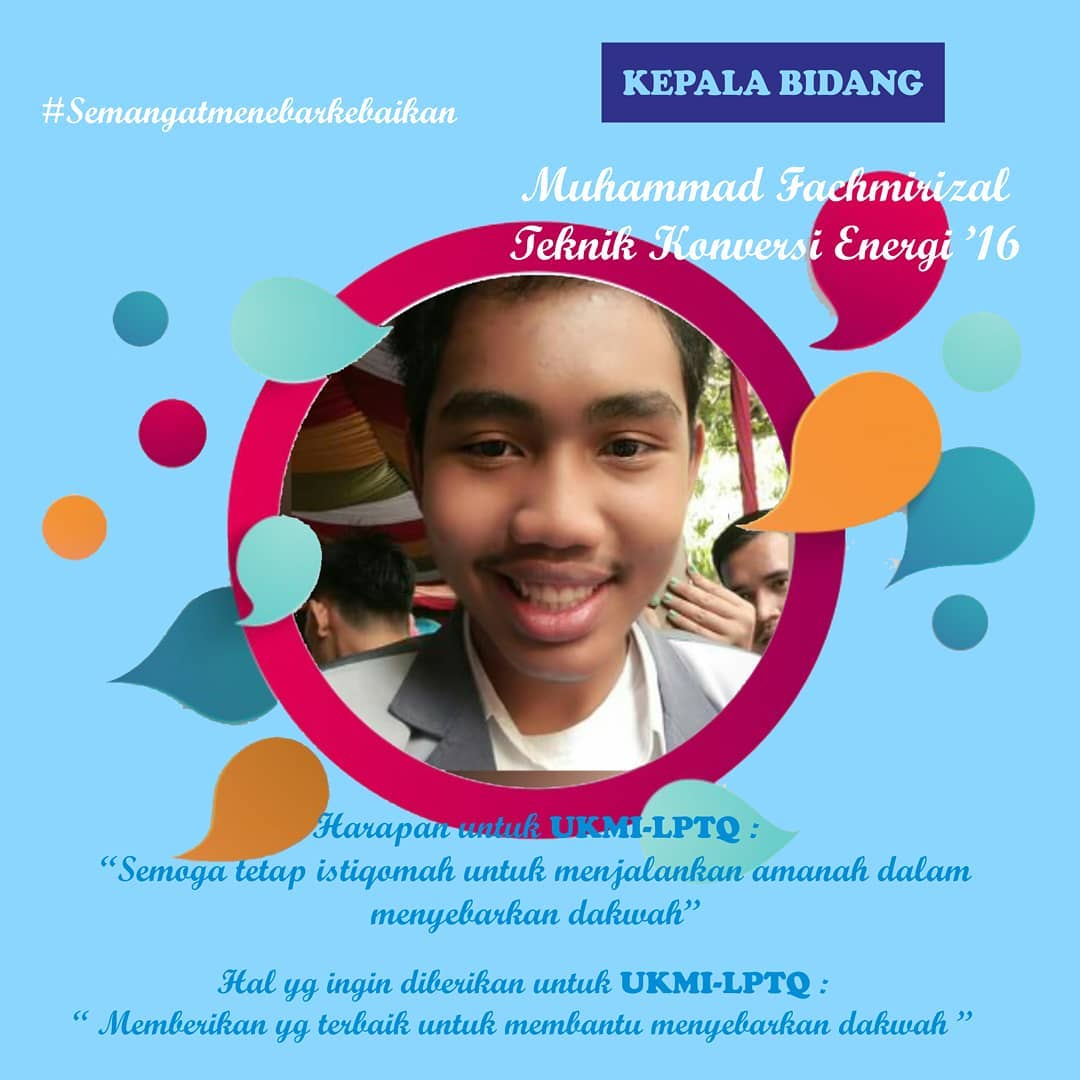 #Semangatmenebarkebaikan
KEPALA BIDANG
Muhammad Fachmirizal
Teknik Konversi Energi ’16
Harapan untuk UKMI-LPTQ :
“Semoga tetap istiqomah untuk menjalankan amanah dalam
menyebarkan dakwah”
Hal yg ingin diberikan untuk UKMI-LPTQ :
“ Memberikan yg terbaik untuk membantu menyebarkan dakwah ”